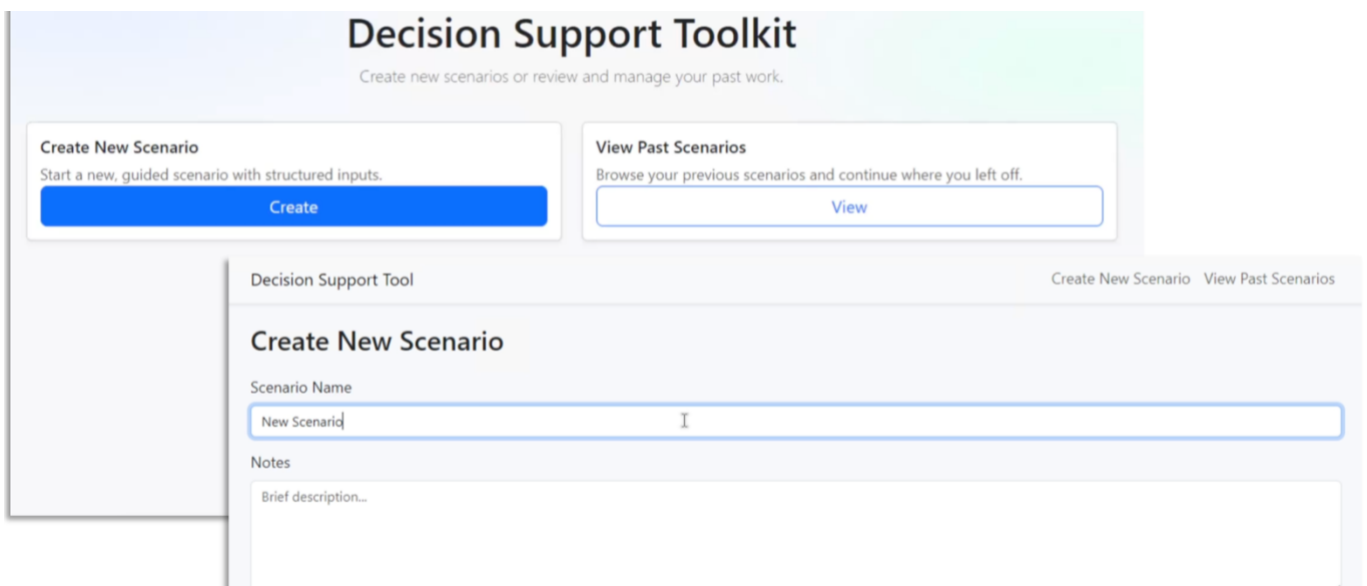 Decision Support Toolkit
Create new scenarios or review and manage your past work.
Create New Scenario
Start a new, guided scenario with structured inputs.
Create
View Past Scenarios
Browse your previous scenarios and continue where you left off.
View
Decision Support Tool
Create New Scenario View Past Scenarios
Create New Scenario
Scenario Name
New Scenario
Notes
Brief description...